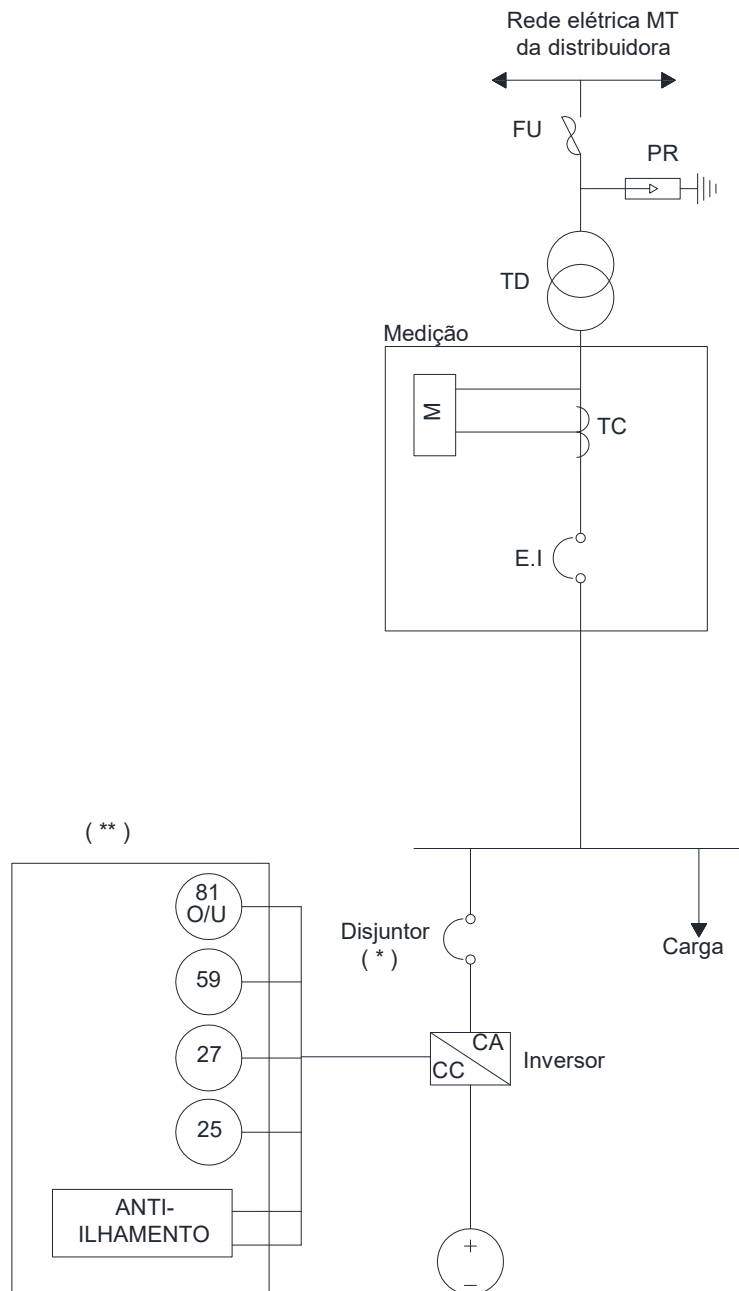 Rede elétrica MT
da distribuidora
FU
PR
TD
Medição
M
TC
E.I
( ** )
81
O/U
59
27
25
ANTI-
ILHAMENTO
Disjuntor
( * )
Carga
CA
CC
Inversor
+
–